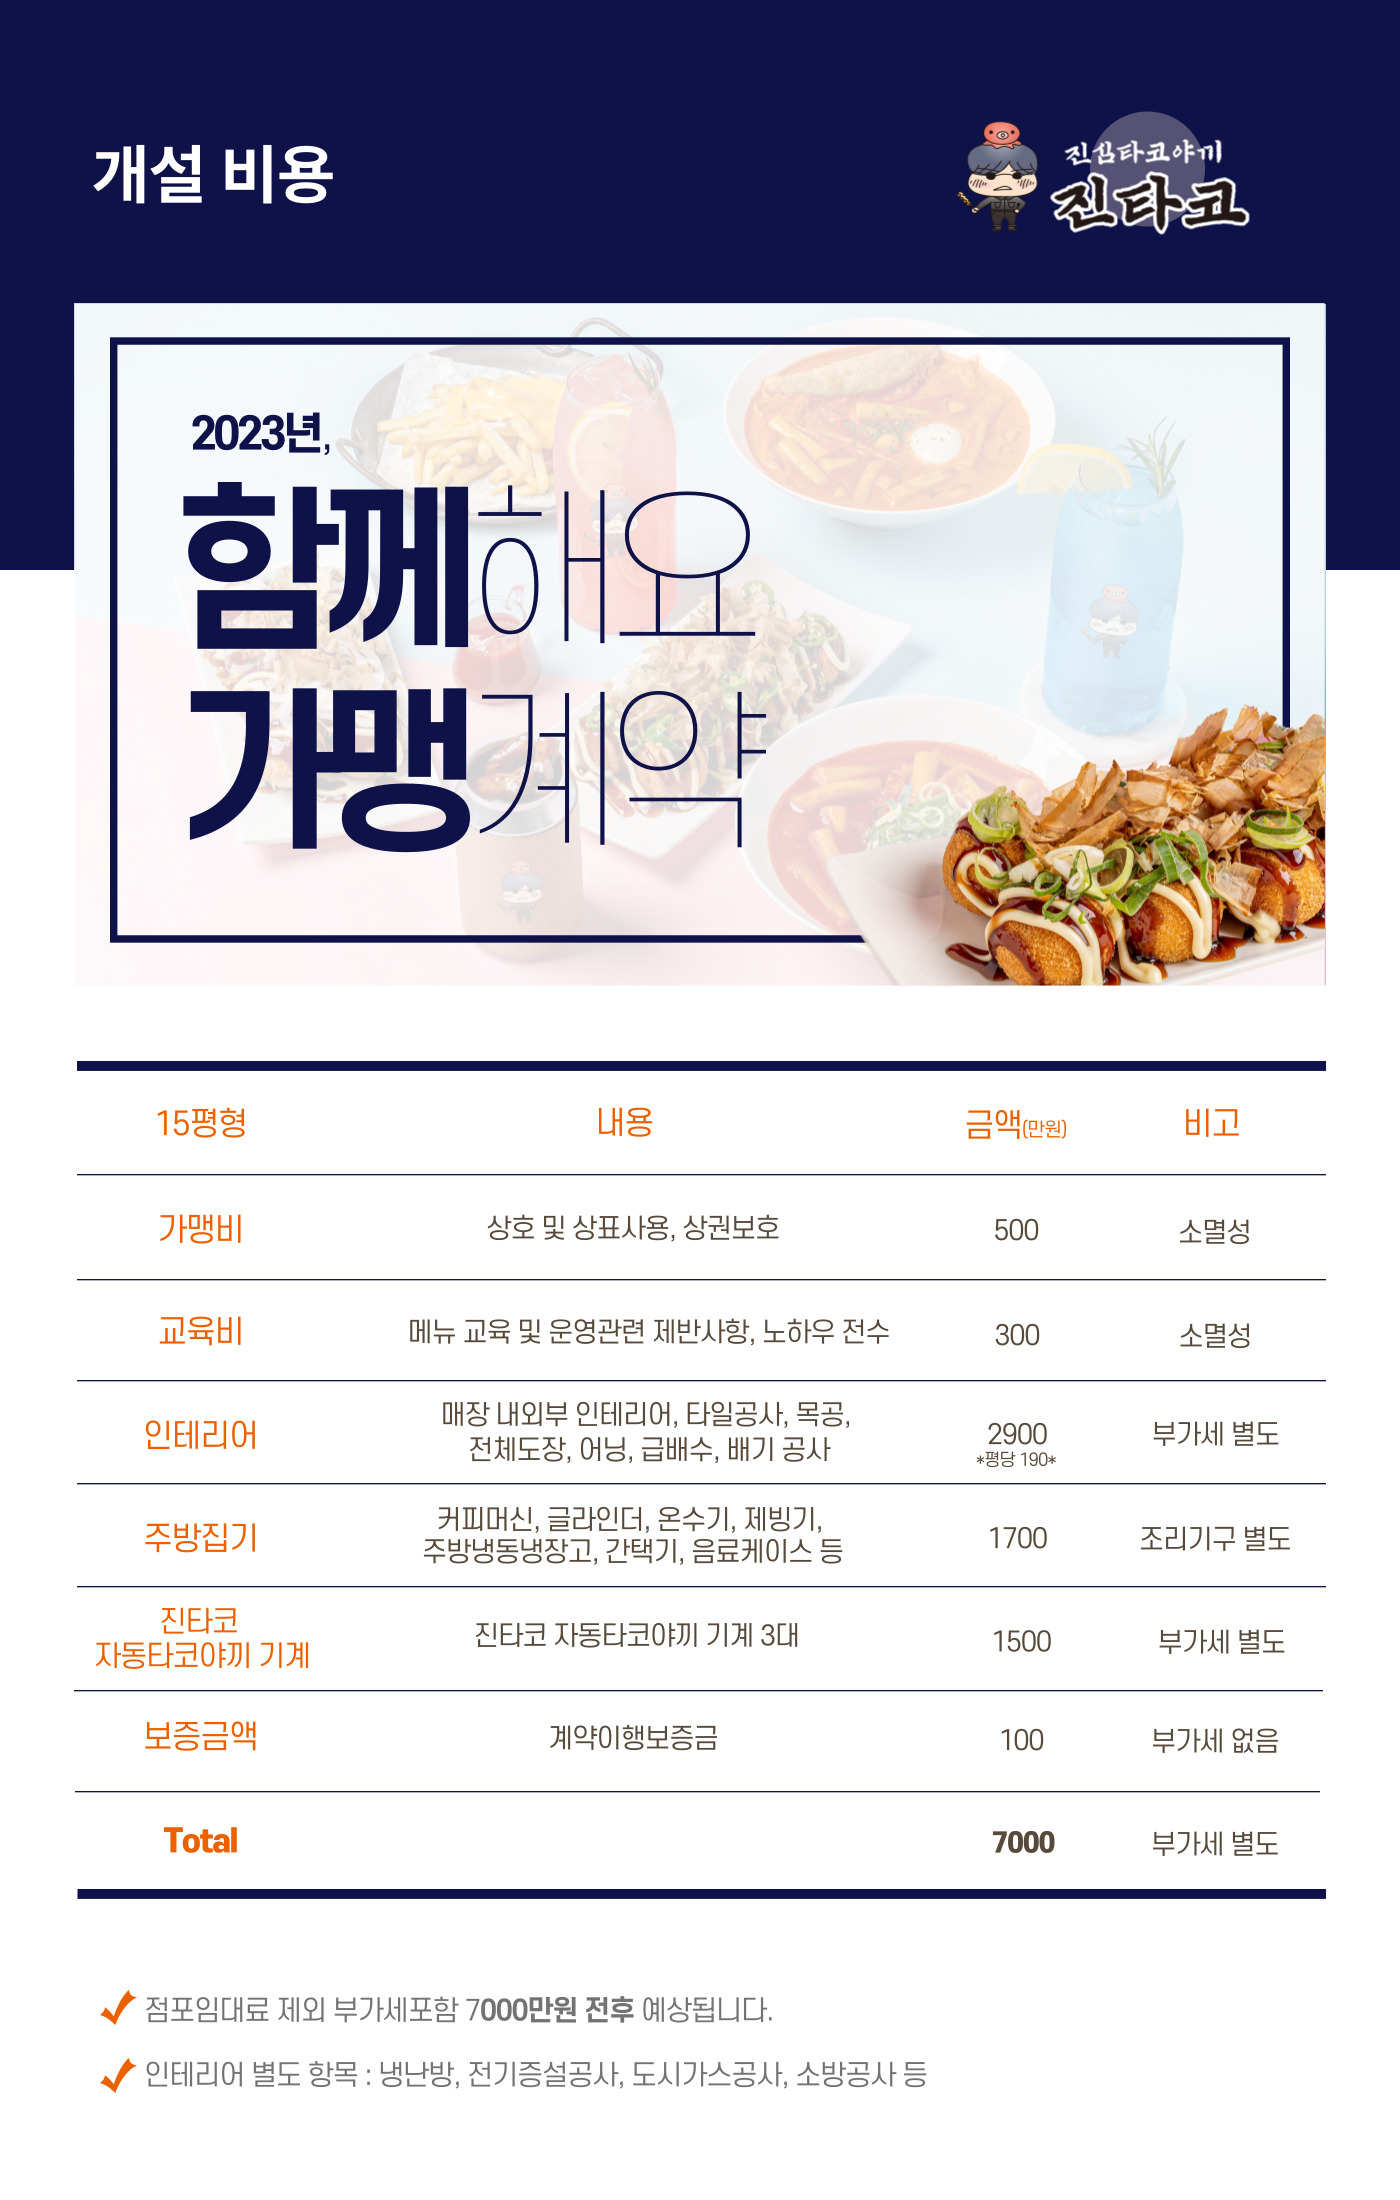 개설 비용
진심타코야끼
진타코
2023년,
함께해요
가맹계약
15평형 내용 금액(만원) 비고
가맹비 상호 및 상표사용, 상권보호 500 소멸성
교육비 메뉴 교육 및 운영관련 제반사항, 노하우 전수 300 소멸성
인테리어 매장 내외부 인테리어, 타일공사, 목공,
전체도장, 어닝, 급배수, 배기 공사 2900 부가세 별도
*평당 190*
주방집기 커피머신, 글라인더, 온수기, 제빙기,
주방냉동냉장고, 간택기, 음료케이스 등 1700 조리기구 별도
진타코
자동타코야끼 기계 진타코 자동타코야끼 기계 3대 1500 부가세 별도
보증금액 계약이행보증금 100 부가세 없음
Total 7000 부가세 별도
점포임대료 제외 부가세포함 7000만원 전후 예상됩니다.
인테리어 별도 항목 : 냉난방, 전기증설공사, 도시가스공사, 소방공사 등